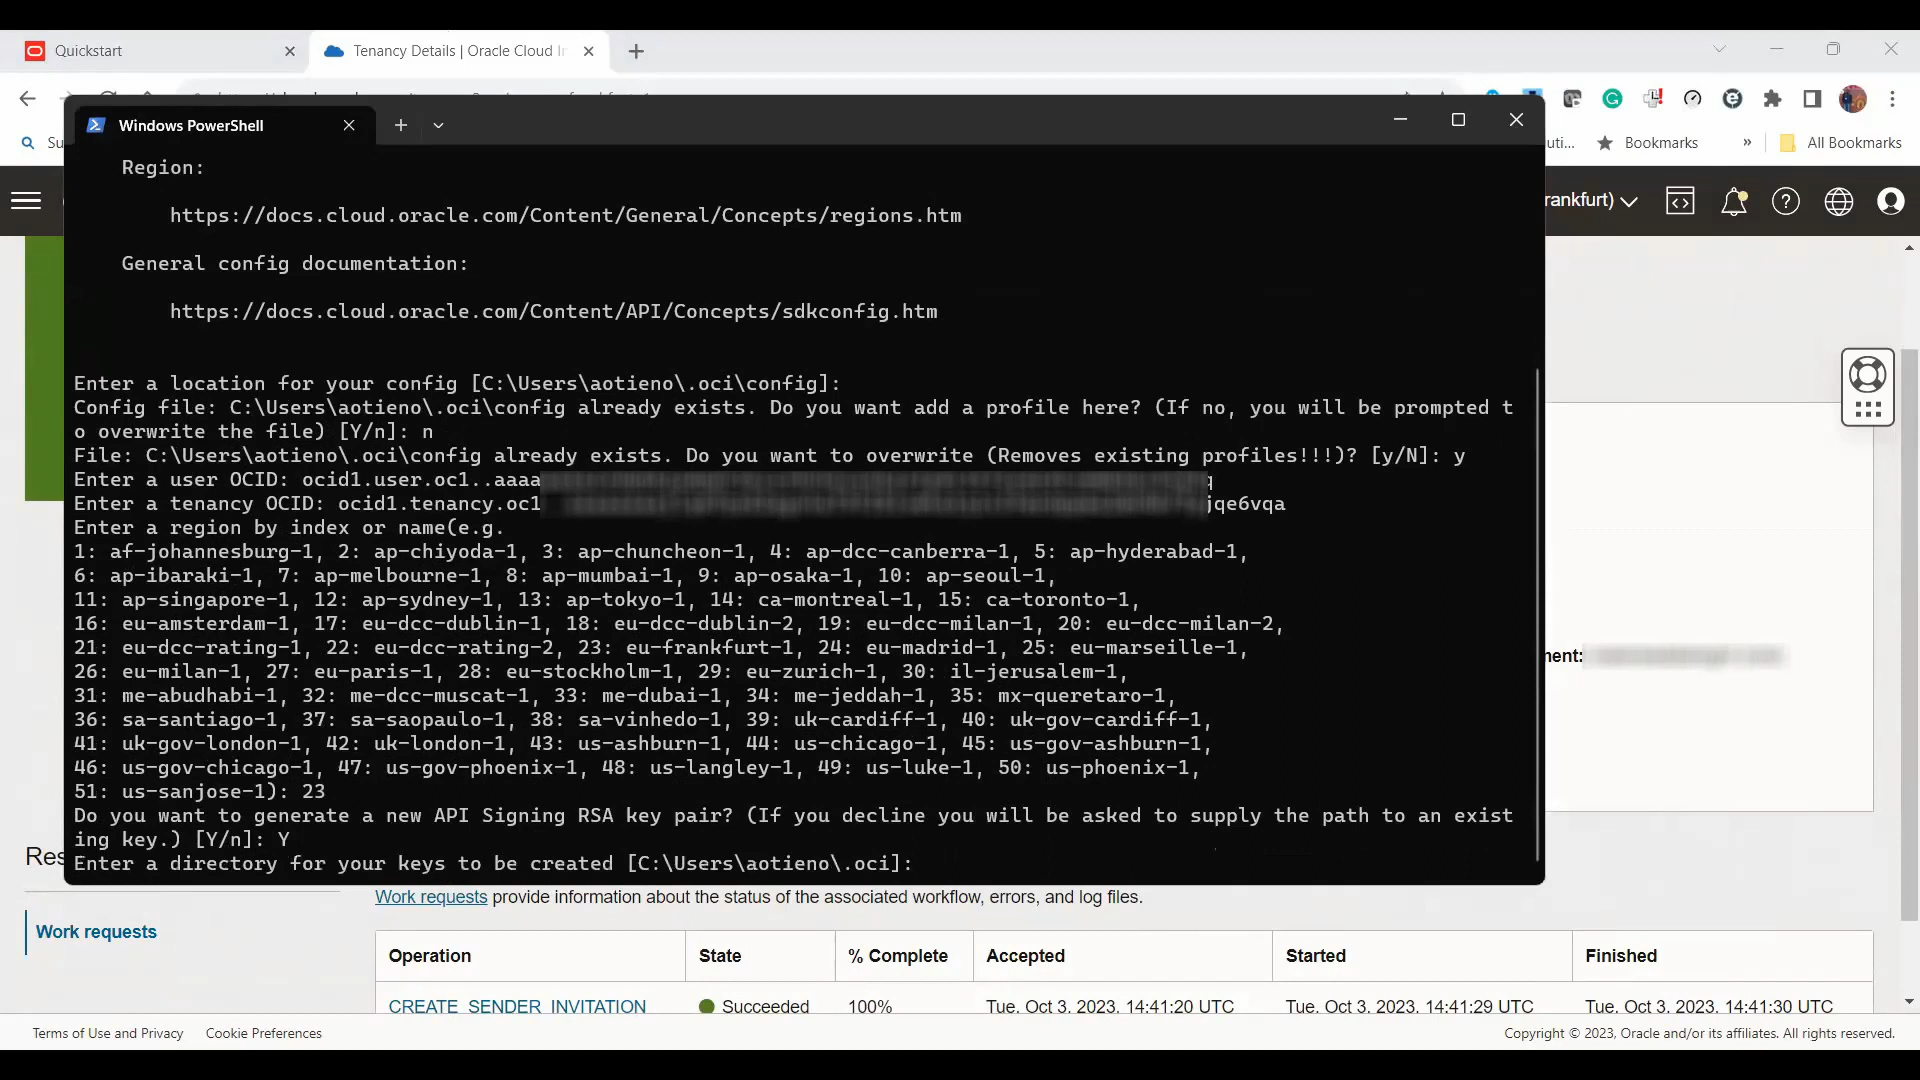 Quickstart
Tenancy Details | Oracle Cloud In
Su
uti...
Bookmarks
»
All Bookmarks
Windows PowerShell
rankfurt)
Region:
https://docs.cloud.oracle.com/Content/General/Concepts/regions.htm
General config documentation:
https://docs.cloud.oracle.com/Content/API/Concepts/sdkconfig.htm
Enter a location for your config [C:\Users\aotieno\.oci\config]:
Config file: C:\Users\aotieno\.oci\config already exists. Do you want add a profile here? (If no, you will be prompted t
o overwrite the file) [Y/n]: n
File: C:\Users\aotieno\.oci\config already exists. Do you want to overwrite (Removes existing profiles!!!)? [y/N]: y
Enter a user OCID: ocid1.user.oc1..aaaa
Enter a tenancy OCID: ocid1.tenancy.oc1 jqe6vqa
Enter a region by index or name(e.g.
1: af-johannesburg-1, 2: ap-chiyoda-1, 3: ap-chuncheon-1, 4: ap-dcc-canberra-1, 5: ap-hyderabad-1,
6: ap-ibaraki-1, 7: ap-melbourne-1, 8: ap-mumbai-1, 9: ap-osaka-1, 10: ap-seoul-1,
11: ap-singapore-1, 12: ap-sydney-1, 13: ap-tokyo-1, 14: ca-montreal-1, 15: ca-toronto-1,
16: eu-amsterdam-1, 17: eu-dcc-dublin-1, 18: eu-dcc-dublin-2, 19: eu-dcc-milan-1, 20: eu-dcc-milan-2,
21: eu-dcc-rating-1, 22: eu-dcc-rating-2, 23: eu-frankfurt-1, 24: eu-madrid-1, 25: eu-marseille-1,
26: eu-milan-1, 27: eu-paris-1, 28: eu-stockholm-1, 29: eu-zurich-1, 30: il-jerusalem-1,
31: me-abudhabi-1, 32: me-dcc-muscat-1, 33: me-dubai-1, 34: me-jeddah-1, 35: mx-queretaro-1,
36: sa-santiago-1, 37: sa-saopaulo-1, 38: sa-vinhedo-1, 39: uk-cardiff-1, 40: uk-gov-cardiff-1,
41: uk-gov-london-1, 42: uk-london-1, 43: us-ashburn-1, 44: us-chicago-1, 45: us-gov-ashburn-1,
46: us-gov-chicago-1, 47: us-gov-phoenix-1, 48: us-langley-1, 49: us-luke-1, 50: us-phoenix-1,
51: us-sanjose-1): 23
Do you want to generate a new API Signing RSA key pair? (If you decline you will be asked to supply the path to an exist
ing key.) [Y/n]: Y
Enter a directory for your keys to be created [C:\Users\aotieno\.oci]:
ment:
Res
Work requests
Work requests provide information about the status of the associated workflow, errors, and log files.
Operation State % Complete Accepted Started Finished
CREATE_SENDER_INVITATION Succeeded 100% Tue, Oct 3, 2023, 14:41:20 UTC Tue, Oct 3, 2023, 14:41:29 UTC Tue, Oct 3, 2023, 14:41:30 UTC
Terms of Use and Privacy Cookie Preferences Copyright © 2023, Oracle and/or its affiliates. All rights reserved.